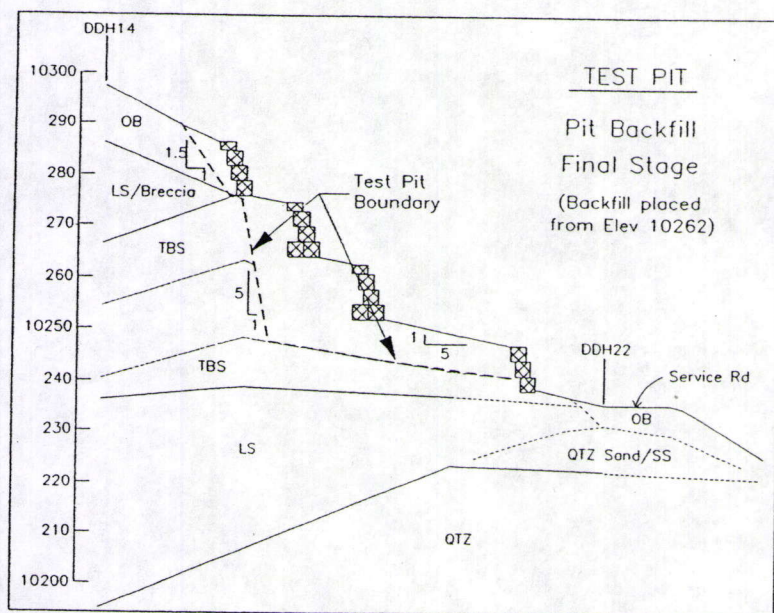 DDH14
10300
290
280
270
260
10250
240
230
220
210
10200
TEST PIT
Pit Backfill
Final Stage
(Backfill placed
from Elev 10262)
OB
1.5
1
LS/Breccia
Test Pit
Boundary
TBS
5
1
1
5
DDH22
Service Rd
TBS
OB
LS
QTZ Sand/SS
QTZ